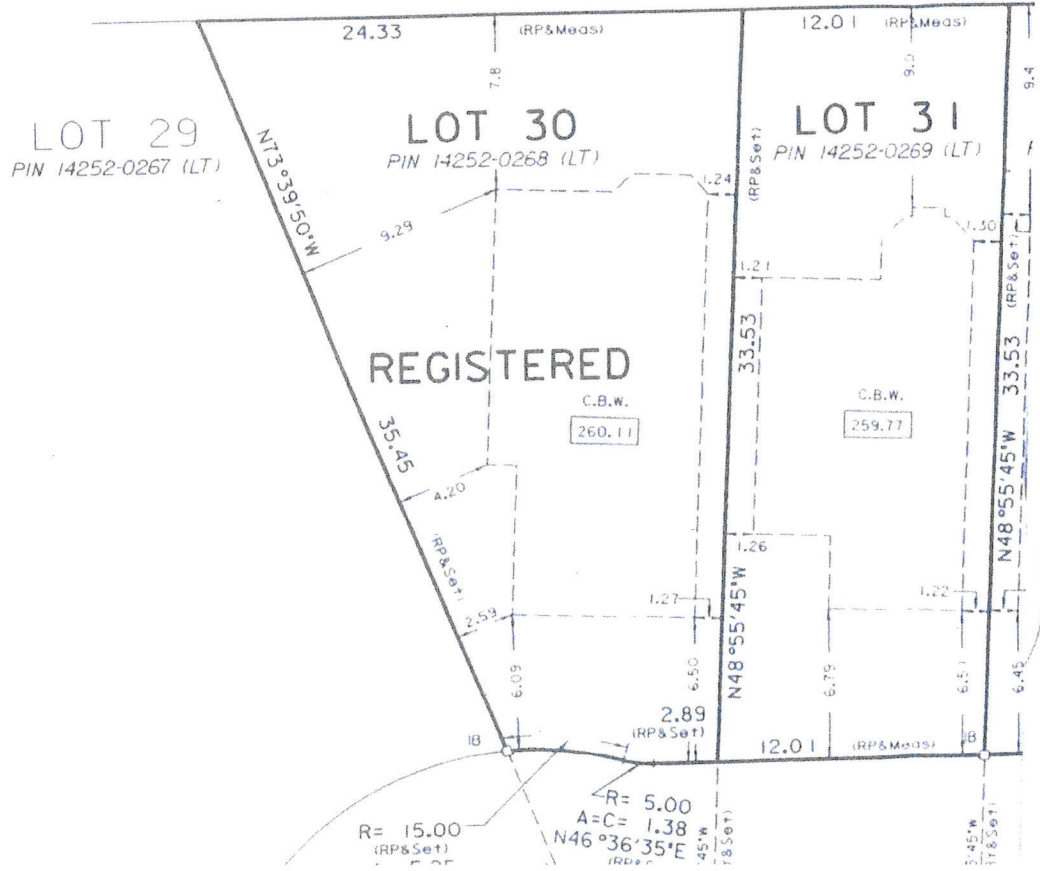 24.33 (RP&Meas)
12.01 (RP&Meas)
7.8
9.4
LOT 29
PIN 14252-0267 (LT)
LOT 30
PIN 14252-0268 (LT)
LOT 31
PIN 14252-0269 (LT)
N73°39'50"W
(RP&Set)
1.24
9.29
1.30
1.21
(RP&Set)
33.53
33.53
REGISTERED
C.B.W.
260.11
C.B.W.
259.77
35.45
4.20
(RP&Set)
N48°55'45"W
1.26
1.27
1.22
2.59
N48°55'45"W
6.09
6.50
6.79
6.51
6.45
2.89
(RP&Set)
IB
12.01 (RP&Meas)
IB
R= 15.00
(RP&Set)
R= 5.00
A=C= 1.38
N46°36'35"E
45"W
5'45"W